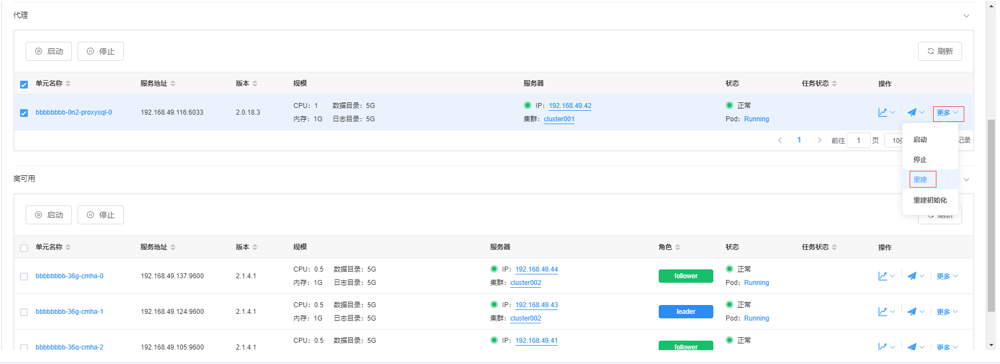 代理
启动 停止 刷新
单元名称 服务地址 版本 规模 服务器 状态 任务状态 操作
bbbbbbbb-0n2-proxysql-0 192.168.49.116:6033 2.0.18.3 CPU：1 数据目录：5G IP：192.168.49.42 正常 更多
内存：1G 日志目录：5G 集群：cluster001 Pod：Running
1 前往 1 页 10 记录
启动
停止
重建
重建初始化
高可用
启动 停止 刷新
单元名称 服务地址 版本 规模 服务器 角色 状态 任务状态 操作
bbbbbbbb-36g-cmha-0 192.168.49.137:9600 2.1.4.1 CPU：0.5 数据目录：5G IP：192.168.49.44 follower 正常 更多
内存：1G 日志目录：5G 集群：cluster002 Pod：Running
bbbbbbbb-36g-cmha-1 192.168.49.124:9600 2.1.4.1 CPU：0.5 数据目录：5G IP：192.168.49.43 leader 正常 更多
内存：1G 日志目录：5G 集群：cluster002 Pod：Running
bbbbbbbb-36g-cmha-2 192.168.49.105:9600 2.1.4.1 CPU：0.5 数据目录：5G IP：192.168.49.41 follower 正常 更多